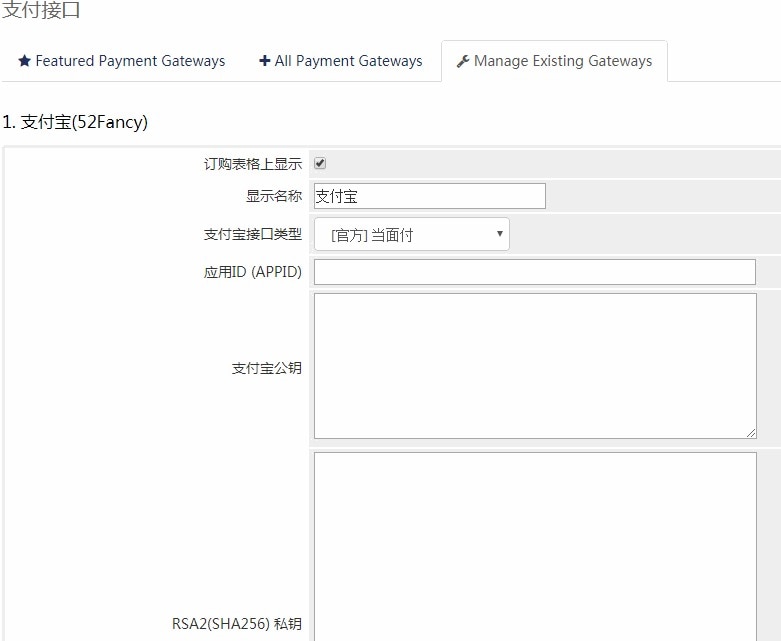 支付接口
Featured Payment Gateways
All Payment Gateways
Manage Existing Gateways
1. 支付宝(52Fancy)
订购表格上显示
显示名称
支付宝
支付宝接口类型
[官方] 当面付
应用ID (APPID)
支付宝公钥
RSA2(SHA256) 私钥